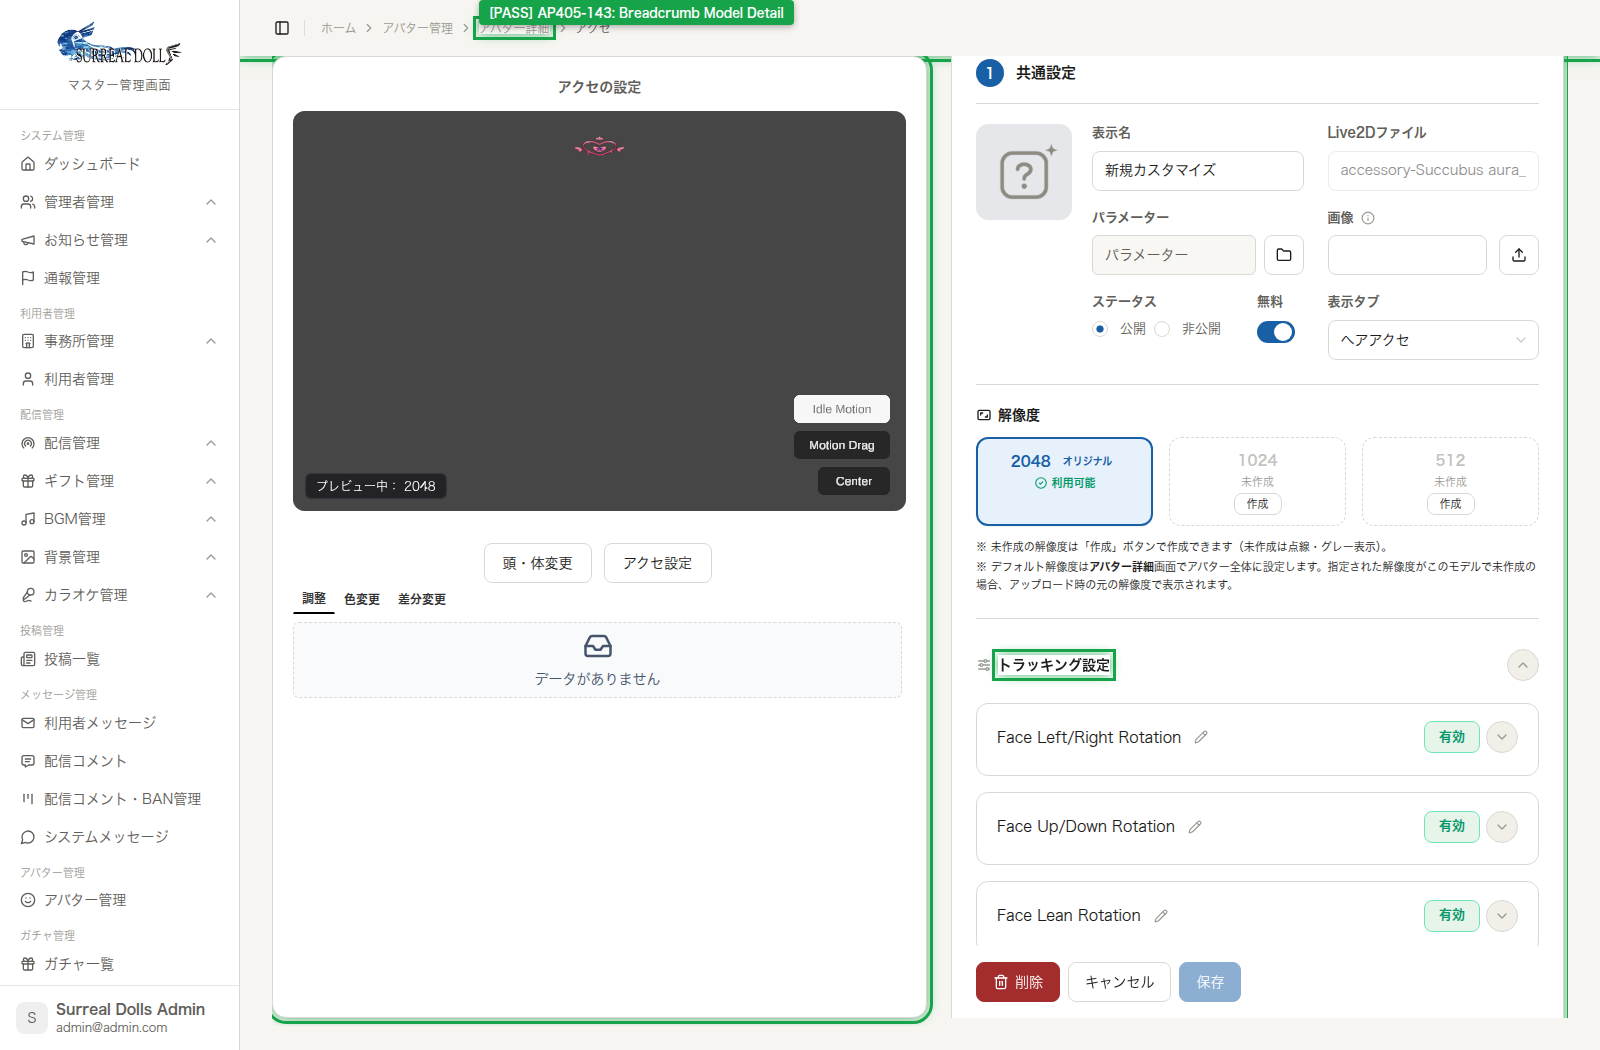 SURREAL DOLL
マスター管理画面
システム管理
ダッシュボード
管理者管理
お知らせ管理
通報管理
利用者管理
事務所管理
利用者管理
配信管理
配信管理
ギフト管理
BGM管理
背景管理
カラオケ管理
投稿管理
投稿一覧
メッセージ管理
利用者メッセージ
配信コメント
配信コメント・BAN管理
システムメッセージ
アバター管理
アバター管理
ガチャ管理
ガチャ一覧
S
Surreal Dolls Admin
admin@admin.com
[PASS] AP405-143: Breadcrumb Model Detail
ホーム > アバター管理 > アバター詳細 > アクセ
アクセの設定
Idle Motion
Motion Drag
Center
プレビュー中： 2048
頭・体変更
アクセ設定
調整 色変更 差分変更
データがありません
1 共通設定
表示名
新規カスタマイズ
Live2Dファイル
accessory-Succubus aura_
パラメーター
パラメーター
画像
ステータス
公開 非公開
無料
表示タブ
ヘアアクセ
解像度
2048 オリジナル
利用可能
1024
未作成
作成
512
未作成
作成
※ 未作成の解像度は「作成」ボタンで作成できます（未作成は点線・グレー表示）。
※ デフォルト解像度はアバター詳細画面でアバター全体に設定します。指定された解像度がこのモデルで未作成の
場合、アップロード時の元の解像度で表示されます。
トラッキング設定
Face Left/Right Rotation
有効
Face Up/Down Rotation
有効
Face Lean Rotation
有効
削除
キャンセル
保存